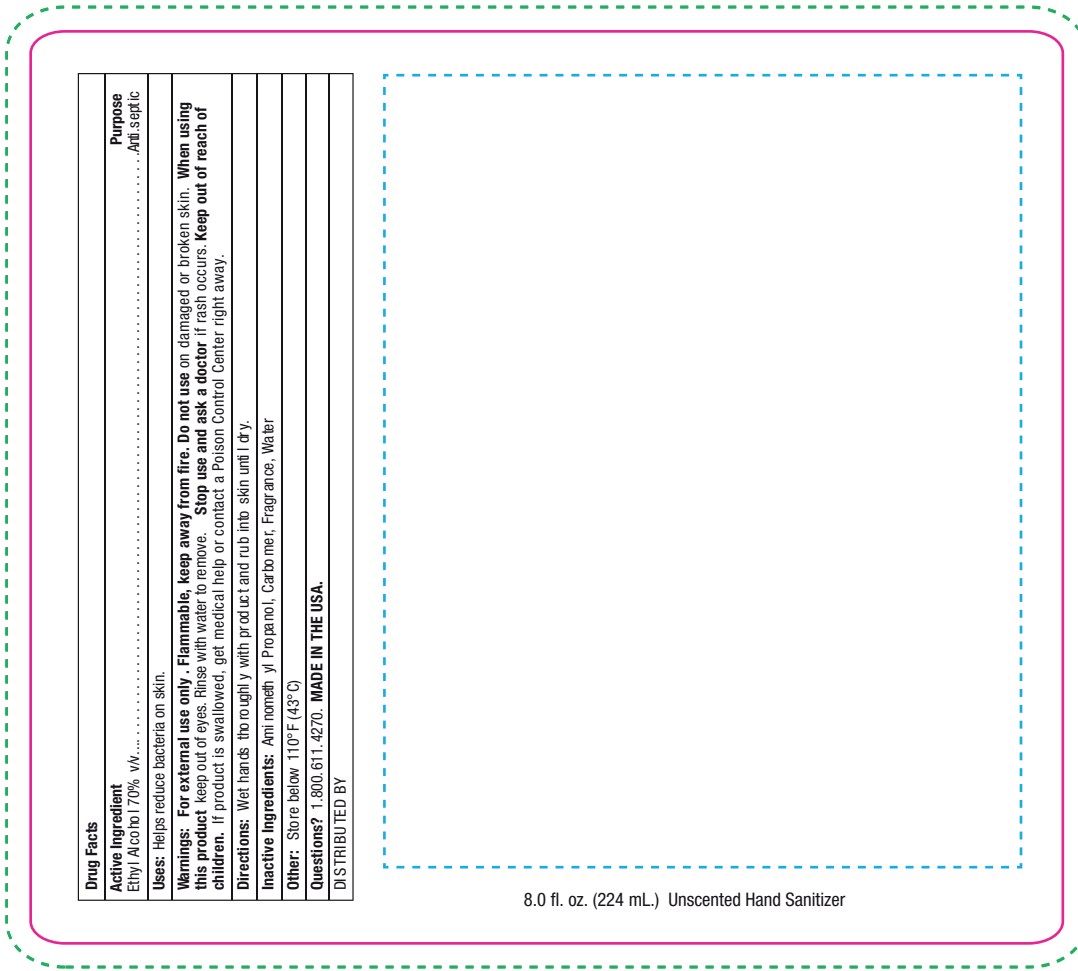 Drug Facts
Active Ingredient Purpose
Ethyl Alcohol 70% v/v.... . . . . . . . . . . . . . . . . . . . . . . . . . . . . . . . . . . . . . . . . . . . . . . . . . . . . . . . . . . . . Anti.septic
Uses: Helps reduce bacteria on skin.
Warnings: For external use only . Flammable, keep away from fire. Do not use on damaged or broken skin. When using
this product keep out of eyes. Rinse with water to remove. Stop use and ask a doctor if rash occurs. Keep out of reach of
children. If product is swallowed, get medical help or contact a Poison Control Center right away.
Directions: Wet hands thoroughly with product and rub into skin until dry.
Inactive Ingredients: Aminomethyl Propanol, Carbomer, Fragrance, Water
Other: Store below 110°F (43°C)
Questions? 1.800.611.4270. MADE IN THE USA.
DISTRIBUTED BY
8.0 fl. oz. (224 mL.) Unscented Hand Sanitizer